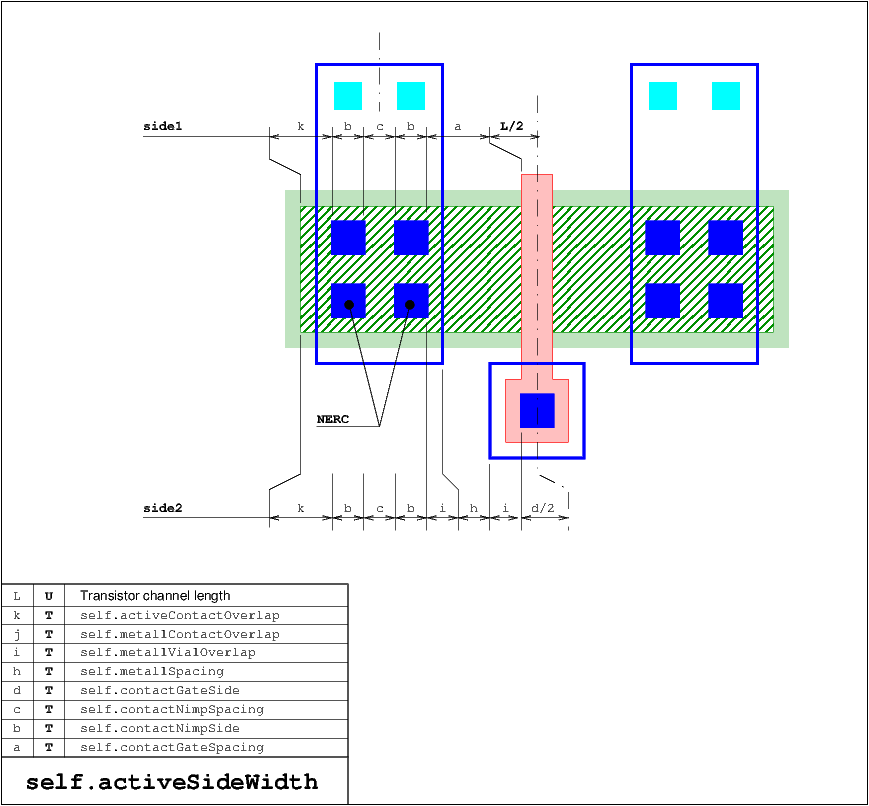 side1 k b c b a L/2
NERC
side2 k b c b i h i d/2
L U Transistor channel length
k T self.activeContactOverlap
j T self.metal1ContactOverlap
i T self.metal1Via1Overlap
h T self.metal1Spacing
d T self.contactGateSide
c T self.contactNimpSpacing
b T self.contactNimpSide
a T self.contactGateSpacing
self.activeSideWidth